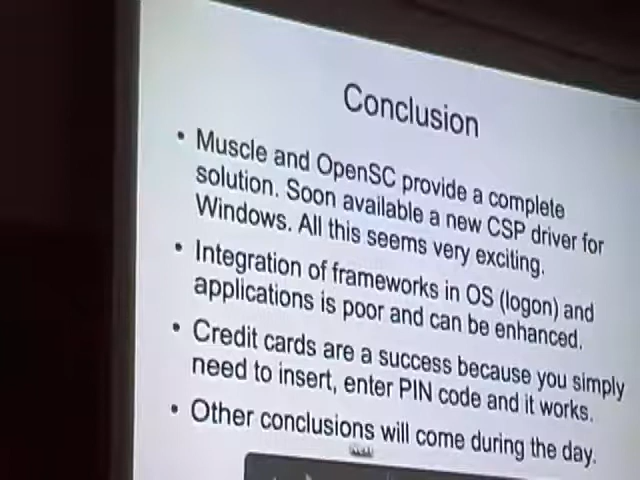 Conclusion
• Muscle and OpenSC provide a complete
solution. Soon available a new CSP driver for
Windows. All this seems very exciting.
• Integration of frameworks in OS (logon) and
applications is poor and can be enhanced.
• Credit cards are a success because you simply
need to insert, enter PIN code and it works.
• Other conclusions will come during the day.